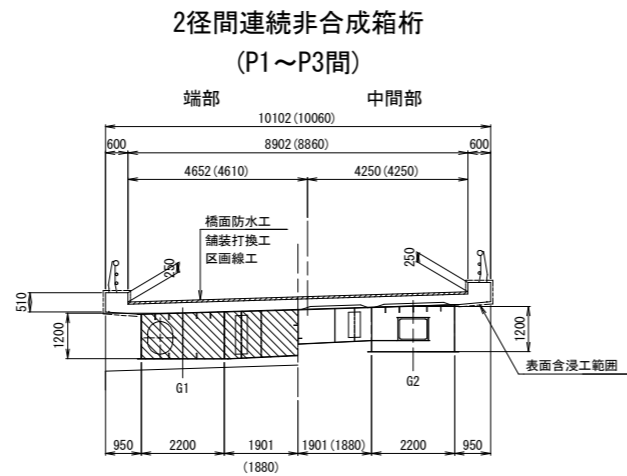 2径間連続非合成箱桁
(P1～P3間)
端部
中間部
10102(10060)
600
8902(8860)
600
4652(4610)
4250(4250)
橋面防水工
舗装打換工
区画線工
250
250
510
1200
1200
表面含浸工範囲
G1
G2
950
2200
1901
1901(1880)
2200
950
(1880)